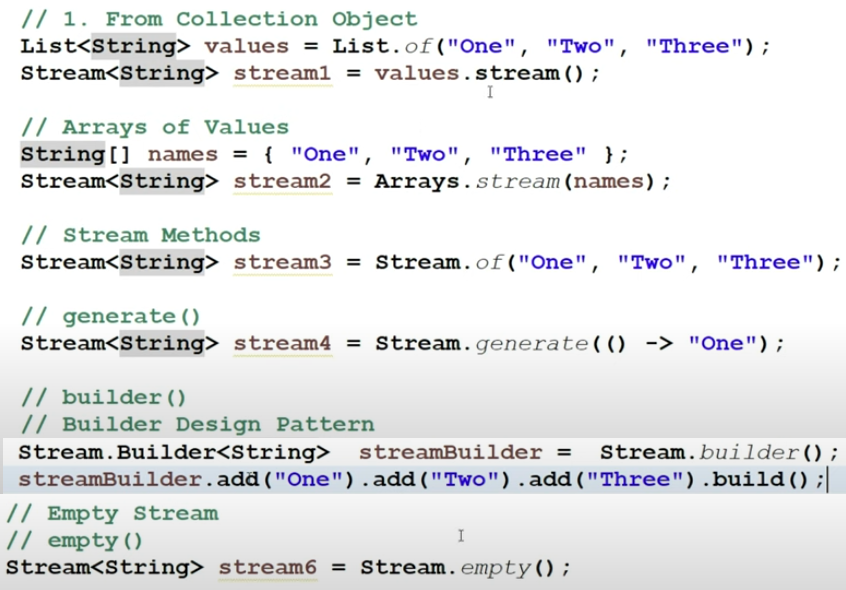 // 1. From Collection Object
List<String> values = List.of("One", "Two", "Three");
Stream<String> stream1 = values.stream();
// Arrays of Values
String[] names = { "One", "Two", "Three" };
Stream<String> stream2 = Arrays.stream(names);
// Stream Methods
Stream<String> stream3 = Stream.of("One", "Two", "Three");
// generate()
Stream<String> stream4 = Stream.generate(() -> "One");
// builder()
// Builder Design Pattern
Stream.Builder<String> streamBuilder = Stream.builder();
streamBuilder.add("One").add("Two").add("Three").build();
// Empty Stream
// empty()
Stream<String> stream6 = Stream.empty();